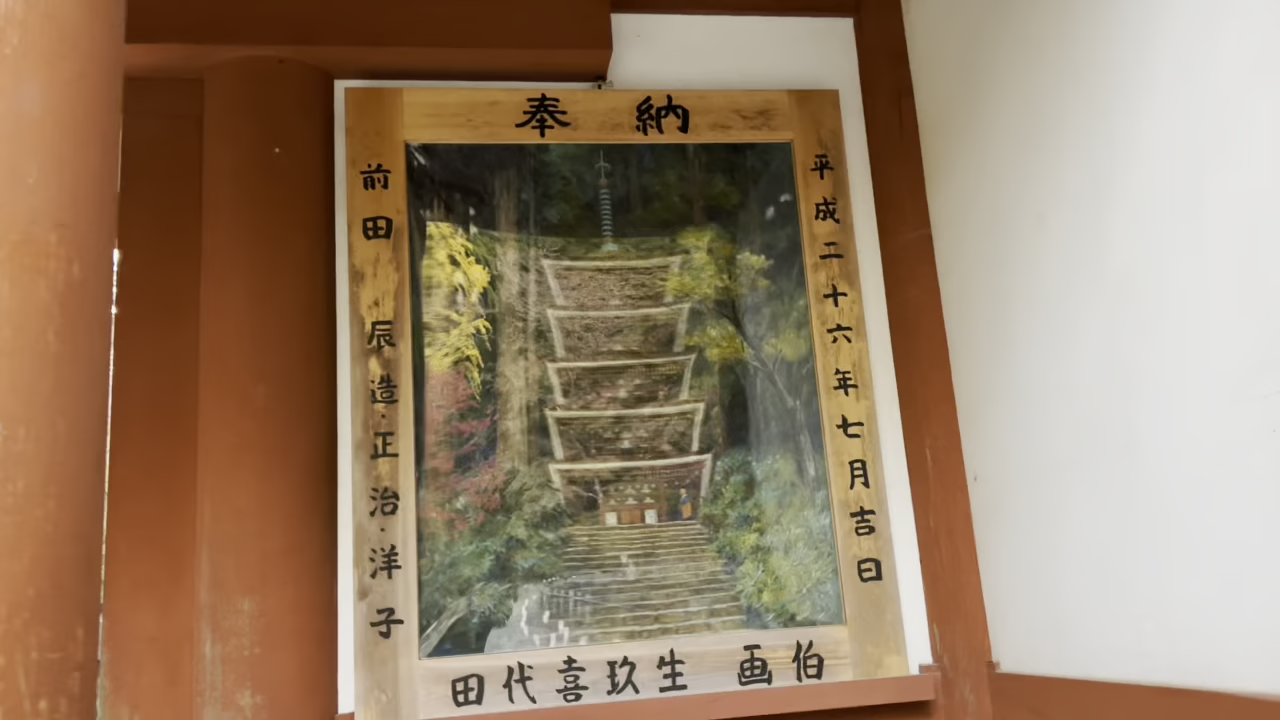 奉納
平成二十六年七月吉日
前田 辰造・正治・洋子
田代喜玖生 画伯